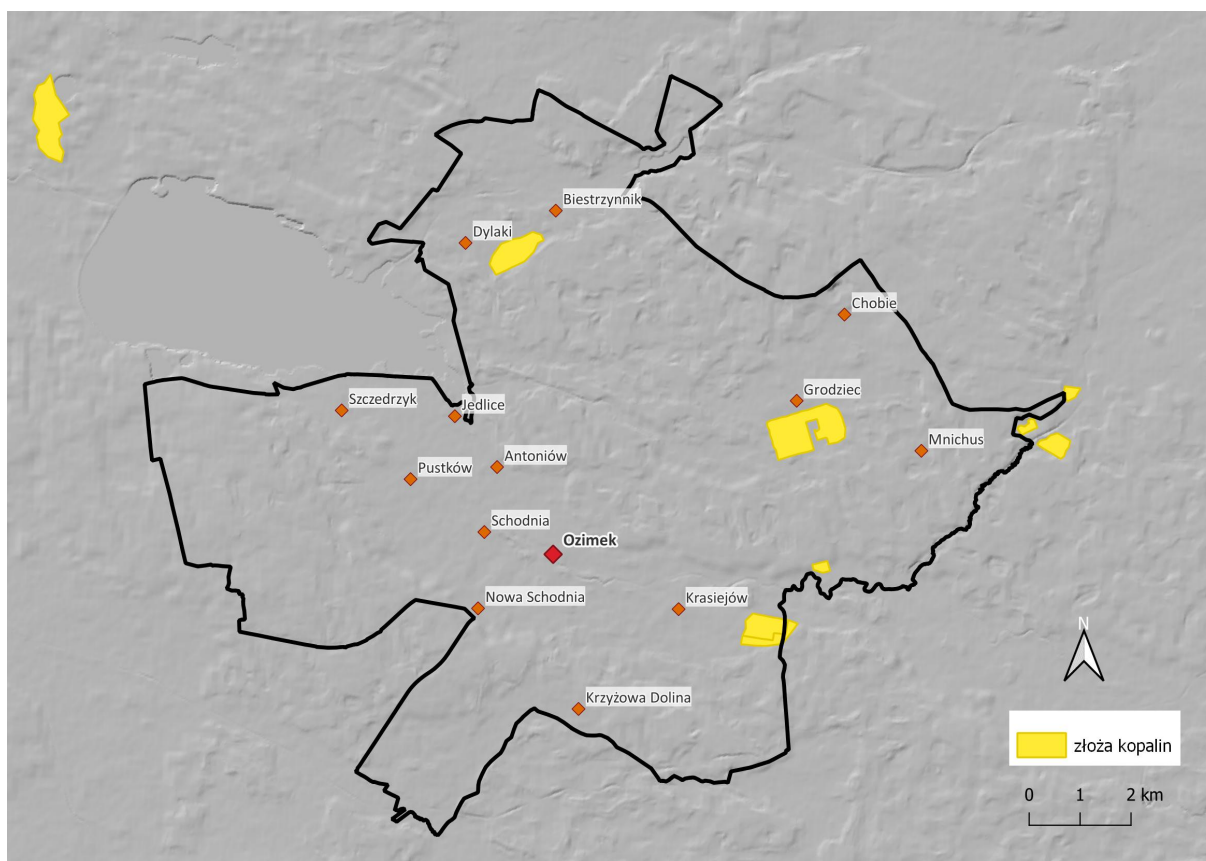 Biestrzynnik
Dylaki
Chobie
Szczedrzyk
Jedlice
Grodziec
Mnichus
Antoniów
Pustków
Schodnia
Ozimek
Nowa Schodnia
Krasiejów
N
Krzyżowa Dolina
złoża kopalin
0 1 2 km